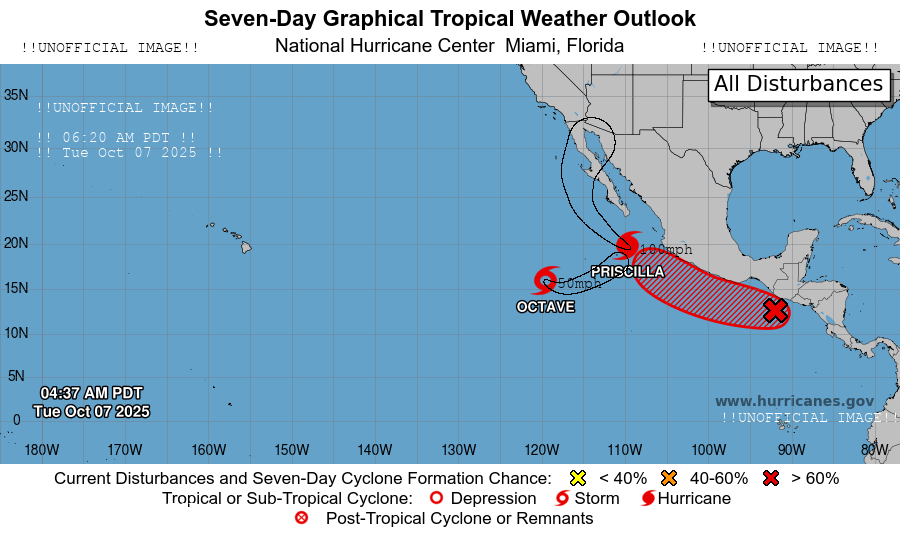 Seven-Day Graphical Tropical Weather Outlook
!!UNOFFICIAL IMAGE!!
National Hurricane Center Miami, Florida
!!UNOFFICIAL IMAGE!!
All Disturbances
35N
!!UNOFFICIAL IMAGE!!
!! 06:20 AM PDT !!
30N
!! Tue Oct 07 2025 !!
25N
20N
100mph
PRISCILLA
15N
50mph
OCTAVE
10N
5N
04:37 AM PDT
www.hurricanes.gov
Tue Oct 07 2025
0
!!UNOFFICIAL IMAGE!!
180W 170W 160W 150W 140W 130W 120W 110W 100W 90W 80W
Current Disturbances and Seven-Day Cyclone Formation Chance: < 40% 40-60% > 60%
Tropical or Sub-Tropical Cyclone: Depression Storm Hurricane
Post-Tropical Cyclone or Remnants